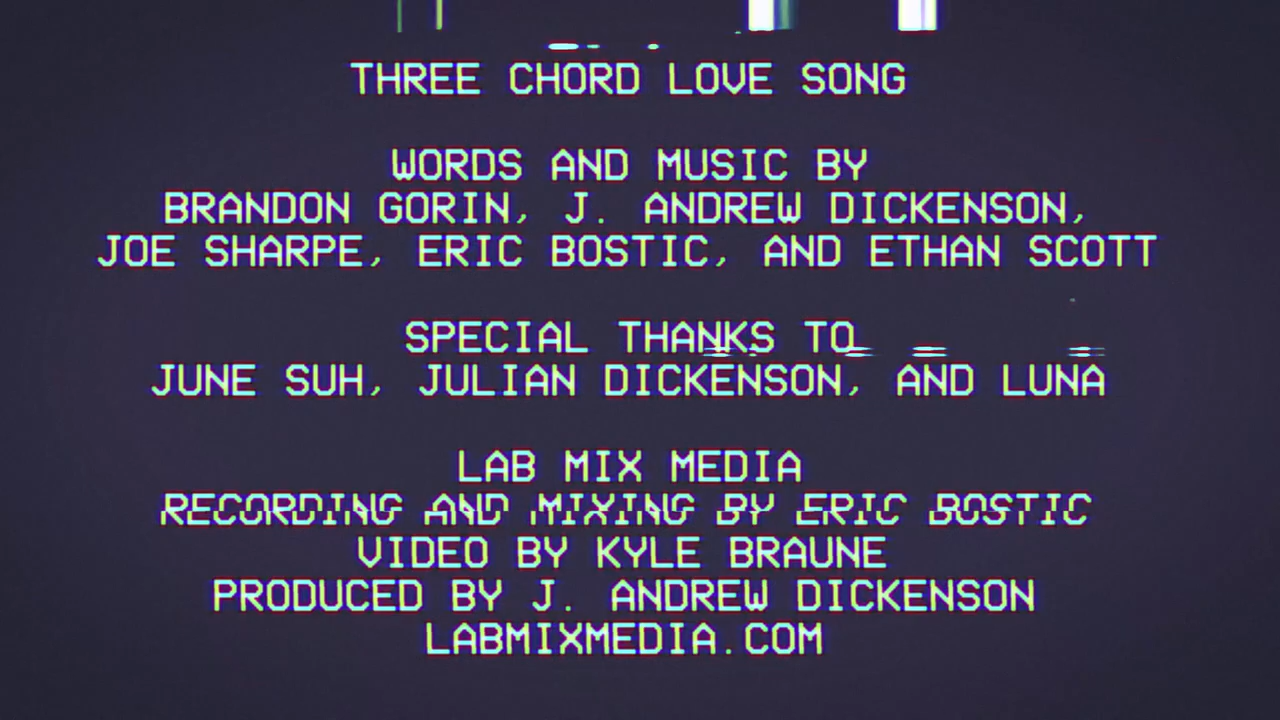 THREE CHORD LOVE SONG
WORDS AND MUSIC BY
BRANDON GORIN, J. ANDREW DICKENSON,
JOE SHARPE, ERIC BOSTIC, AND ETHAN SCOTT
SPECIAL THANKS TO
JUNE SUH, JULIAN DICKENSON, AND LUNA
LAB MIX MEDIA
RECORDING AND MIXING BY ERIC BOSTIC
VIDEO BY KYLE BRAUNE
PRODUCED BY J. ANDREW DICKENSON
LABMIXMEDIA.COM